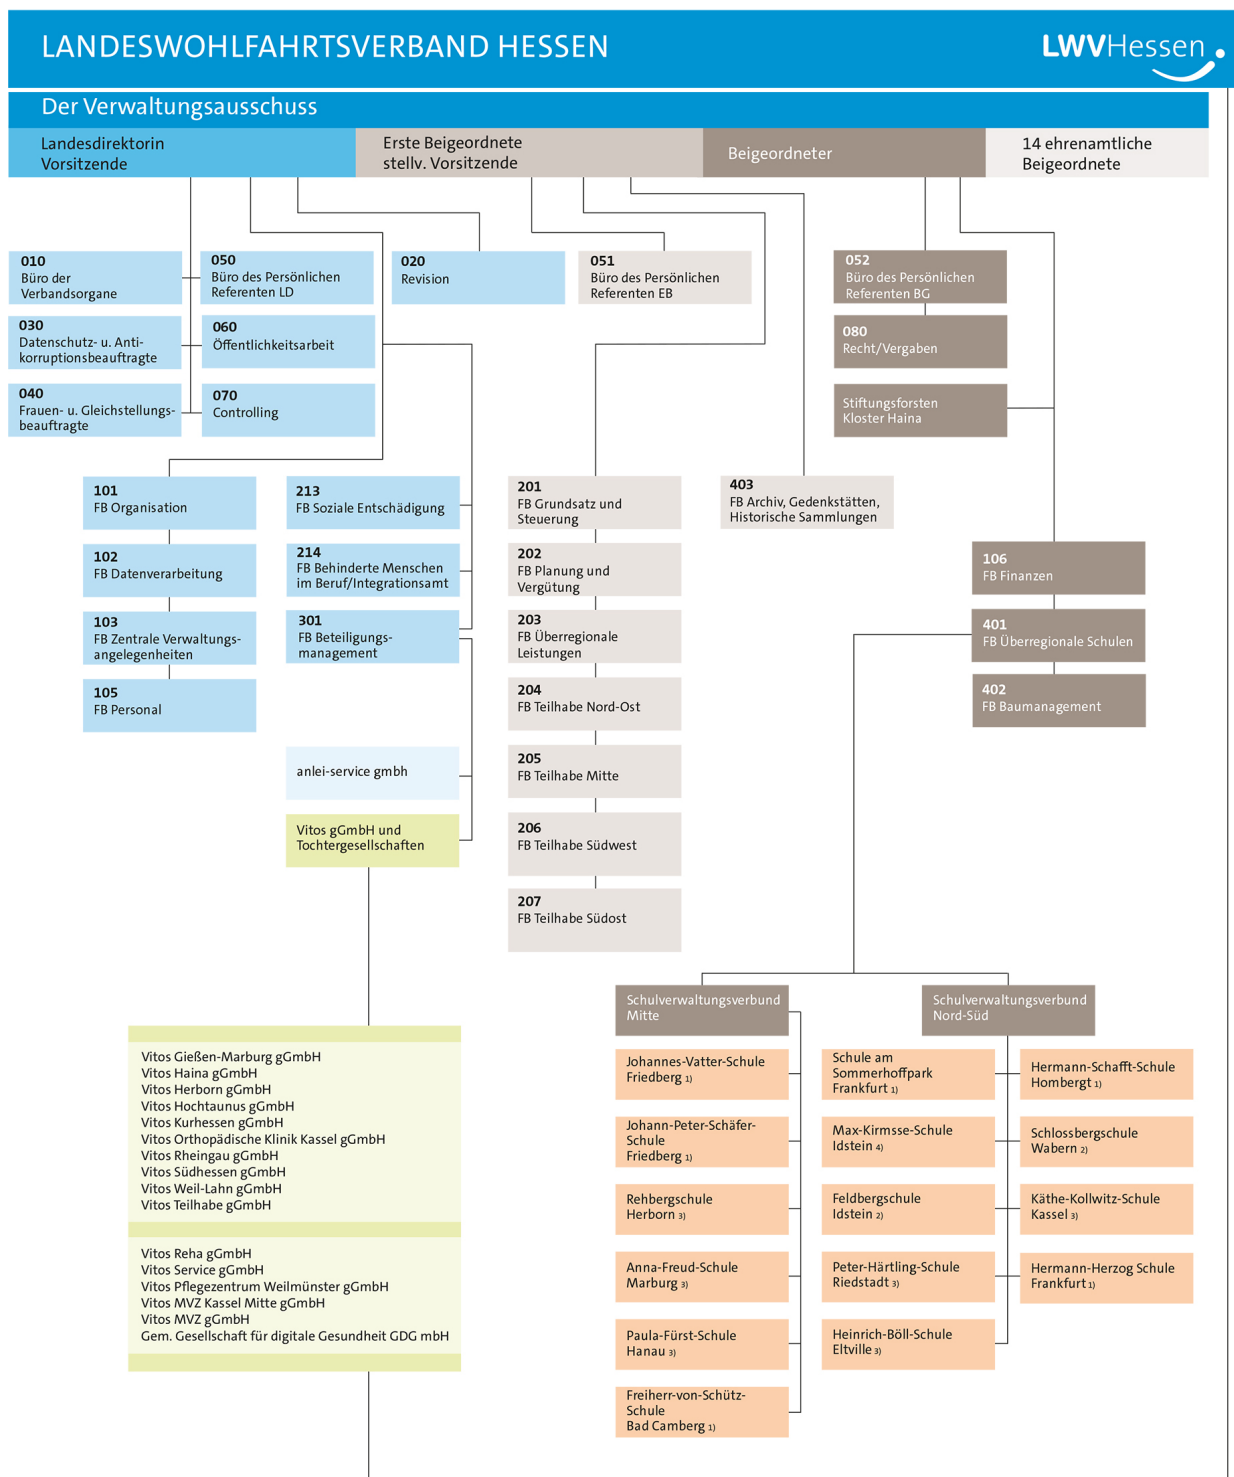 LANDESWOHLFAHRTSVERBAND HESSEN
LWVHessen
Der Verwaltungsausschuss
Landesdirektorin
Vorsitzende
Erste Beigeordnete
stellv. Vorsitzende
Beigeordneter
14 ehrenamtliche
Beigeordnete
010
Büro der
Verbandsorgane
050
Büro des Persönlichen
Referenten LD
020
Revision
051
Büro des Persönlichen
Referenten EB
052
Büro des Persönlichen
Referenten BG
030
Datenschutz- u. Anti-
korruptionsbeauftragte
060
Öffentlichkeitsarbeit
080
Recht/Vergaben
040
Frauen- u. Gleichstellungs-
beauftragte
070
Controlling
Stiftungsforsten
Kloster Haina
101
FB Organisation
102
FB Datenverarbeitung
103
FB Zentrale Verwaltungs-
angelegenheiten
105
FB Personal
213
FB Soziale Entschädigung
214
FB Behinderte Menschen
im Beruf/Integrationsamt
301
FB Beteiligungs-
management
anlei-service gmbh
Vitos gGmbH und
Tochtergesellschaften
201
FB Grundsatz und
Steuerung
202
FB Planung und
Vergütung
203
FB Überregionale
Leistungen
204
FB Teilhabe Nord-Ost
205
FB Teilhabe Mitte
206
FB Teilhabe Südwest
207
FB Teilhabe Südost
403
FB Archiv, Gedenkstätten,
Historische Sammlungen
106
FB Finanzen
401
FB Überregionale Schulen
402
FB Baumanagement
Vitos Gießen-Marburg gGmbH
Vitos Haina gGmbH
Vitos Herborn gGmbH
Vitos Hochtaunus gGmbH
Vitos Kurhessen gGmbH
Vitos Orthopädische Klinik Kassel gGmbH
Vitos Rheingau gGmbH
Vitos Südhessen gGmbH
Vitos Weil-Lahn gGmbH
Vitos Teilhabe gGmbH
Vitos Reha gGmbH
Vitos Service gGmbH
Vitos Pflegezentrum Weilmünster gGmbH
Vitos MVZ Kassel Mitte gGmbH
Vitos MVZ gGmbH
Gem. Gesellschaft für digitale Gesundheit GDG mbH
Schulverwaltungsverbund
Mitte
Johannes-Vatter-Schule
Friedberg 1)
Johann-Peter-Schäfer-
Schule
Friedberg 1)
Rehbergschule
Herborn 3)
Anna-Freud-Schule
Marburg 3)
Paula-Fürst-Schule
Hanau 3)
Freiherr-von-Schütz-
Schule
Bad Camberg 1)
Schulverwaltungsverbund
Nord-Süd
Schule am
Sommerhoffpark
Frankfurt 1)
Max-Kirmsse-Schule
Idstein 4)
Feldbergschule
Idstein 2)
Peter-Härtling-Schule
Riedstadt 3)
Heinrich-Böll-Schule
Eltville 3)
Hermann-Schafft-Schule
Hombergt 1)
Schlossbergschule
Wabern 2)
Käthe-Kollwitz-Schule
Kassel 3)
Hermann-Herzog Schule
Frankfurt 1)